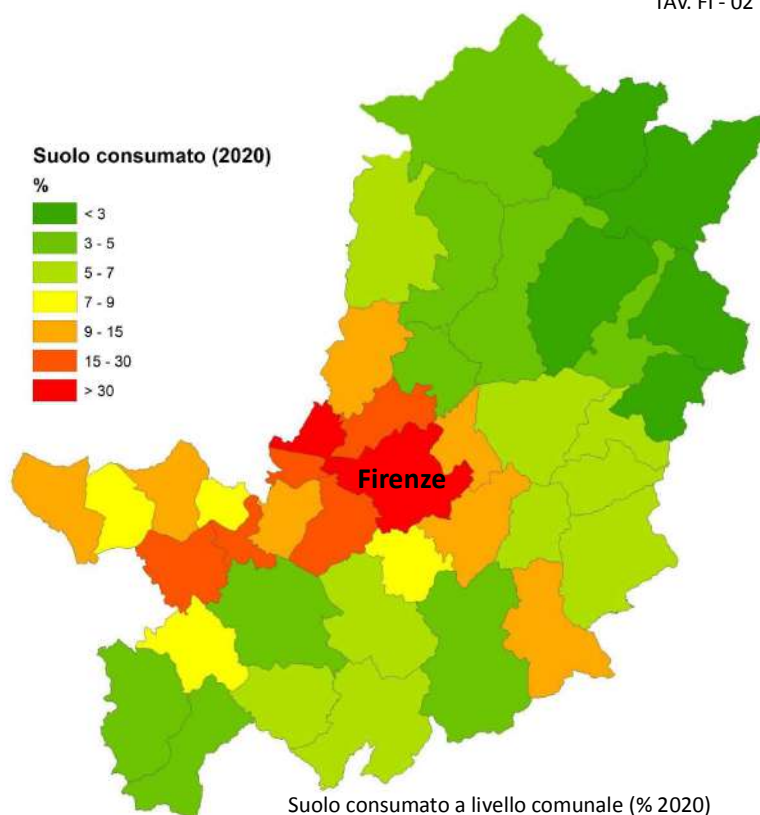 TAV. FI - 02
Suolo consumato (2020)
%
< 3
3 - 5
5 - 7
7 - 9
9 - 15
15 - 30
> 30
Firenze
Suolo consumato a livello comunale (% 2020)